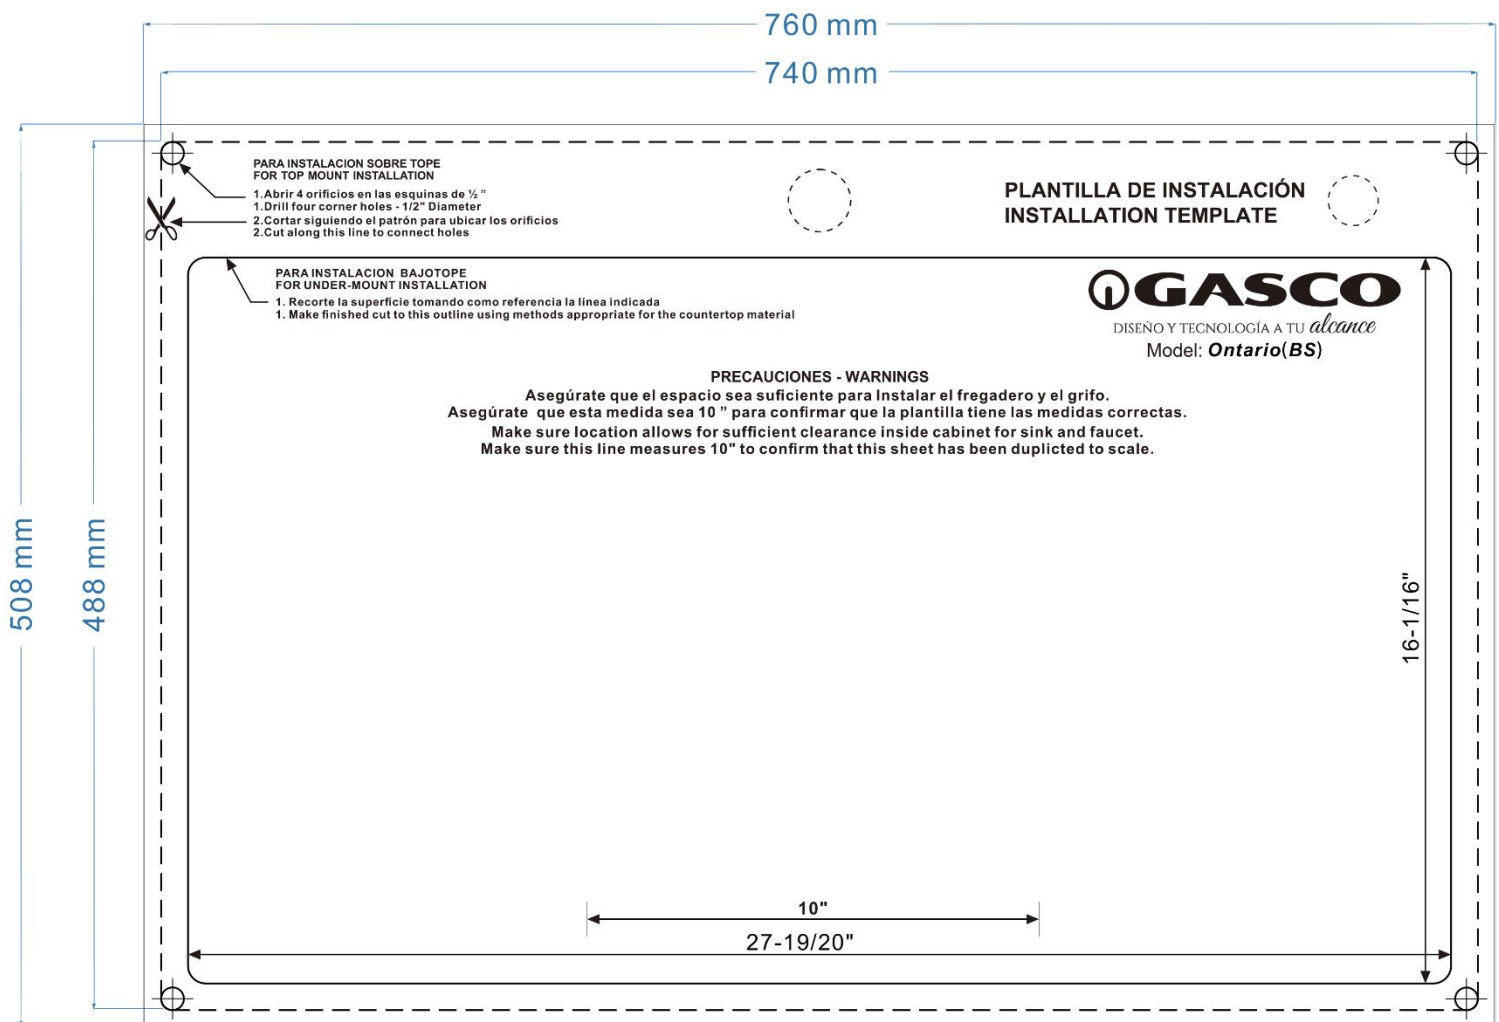 760 mm
740 mm
508 mm
488 mm
PARA INSTALACION SOBRE TOPE
FOR TOP MOUNT INSTALLATION
1.Abrir 4 orificios en las esquinas de ½ "
1.Drill four corner holes - 1/2" Diameter
2.Cortar siguiendo el patrón para ubicar los orificios
2.Cut along this line to connect holes
PLANTILLA DE INSTALACIÓN
INSTALLATION TEMPLATE
PARA INSTALACION BAJOTOPE
FOR UNDER-MOUNT INSTALLATION
1. Recorte la superficie tomando como referencia la linea indicada
1. Make finished cut to this outline using methods appropriate for the countertop material
GASCO
DISEÑO Y TECNOLOGÍA A TU alcance
Model: Ontario(BS)
PRECAUCIONES - WARNINGS
Asegúrate que el espacio sea suficiente para Instalar el fregadero y el grifo.
Asegúrate que esta medida sea 10 " para confirmar que la plantilla tiene las medidas correctas.
Make sure location allows for sufficient clearance inside cabinet for sink and faucet.
Make sure this line measures 10" to confirm that this sheet has been duplicted to scale.
16-1/16"
10"
27-19/20"